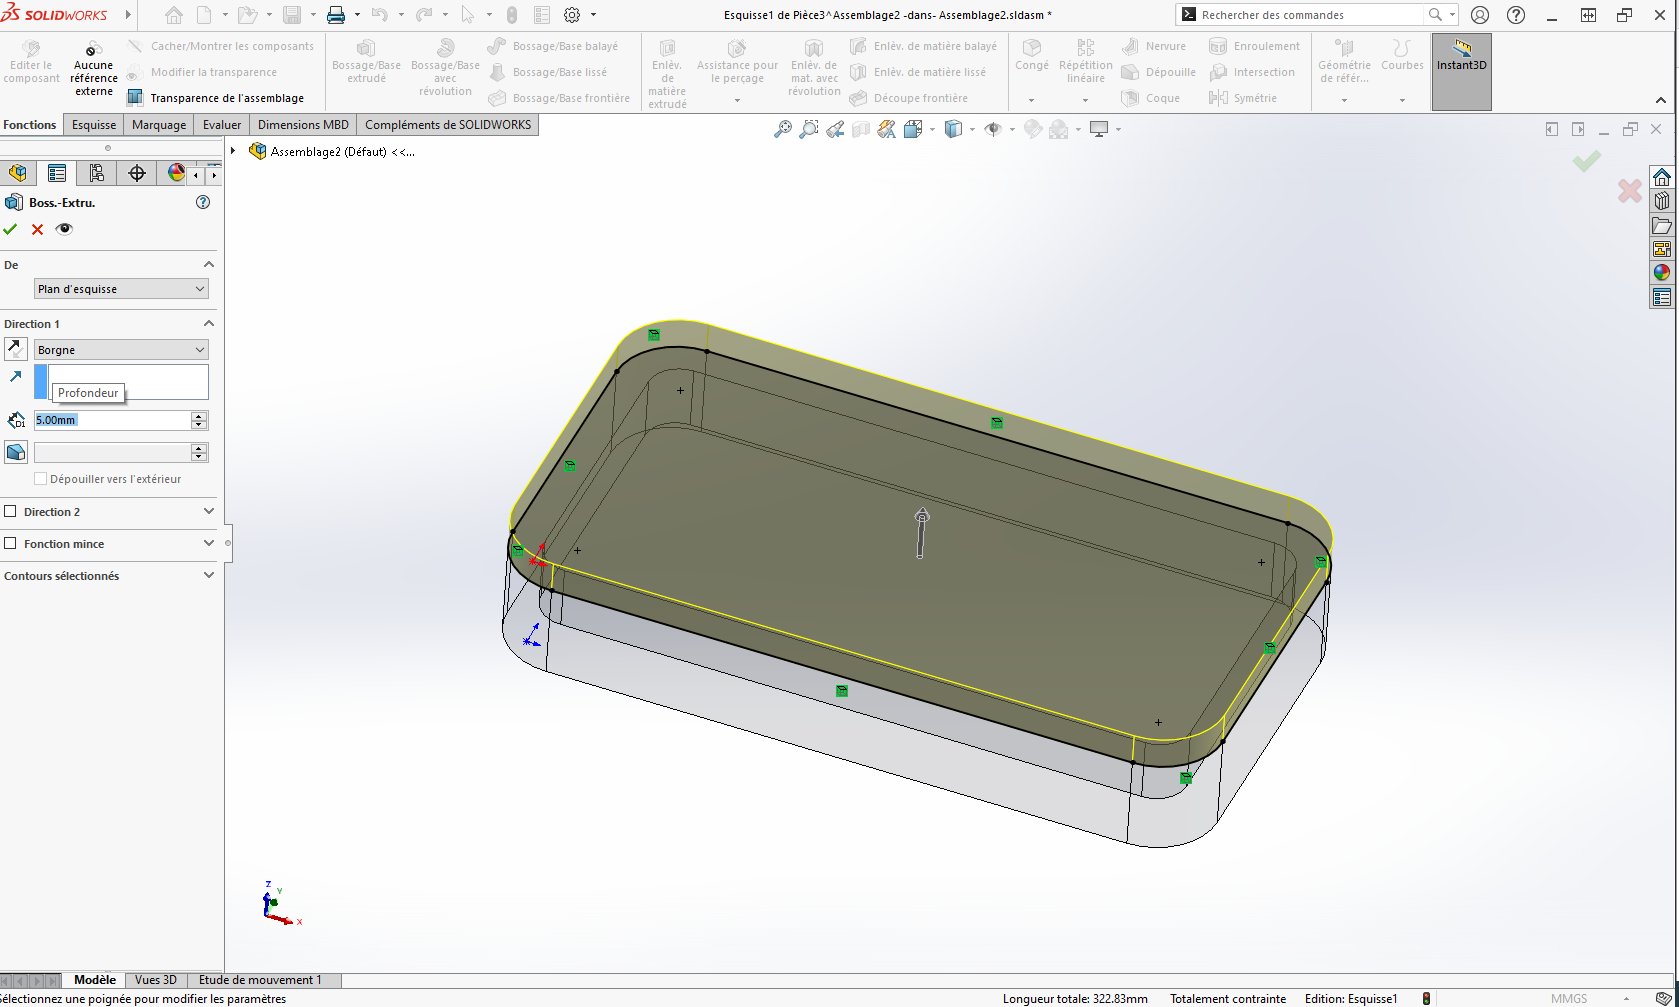 SOLIDWORKS
Esquisse1 de Pièce3^Assemblage2 -dans- Assemblage2.sldasm *
Rechercher des commandes
Editer le
composant
Aucune
référence
externe
Cacher/Montrer les composants
Modifier la transparence
Transparence de l'assemblage
Bossage/Base
extrudé
Bossage/Base
avec
révolution
Bossage/Base balayé
Bossage/Base lissé
Bossage/Base frontière
Enlèv.
de
matière
extrudé
Assistance pour
le perçage
Enlèv. de
mat. avec
révolution
Enlèv. de matière balayé
Enlèv. de matière lissé
Découpe frontière
Congé
Répétition
linéaire
Nervure
Dépouille
Coque
Enroulement
Intersection
Symétrie
Géométrie
de référ...
Courbes
Instant3D
Fonctions
Esquisse
Marquage
Evaluer
Dimensions MBD
Compléments de SOLIDWORKS
Assemblage2 (Défaut) <<...
Boss.-Extru.
De
Plan d'esquisse
Direction 1
Borgne
Profondeur
D1
5.00mm
Dépouiller vers l'extérieur
Direction 2
Fonction mince
Contours sélectionnés
Z
Y
X
Modèle
Vues 3D
Etude de mouvement 1
Sélectionnez une poignée pour modifier les paramètres
Longueur totale: 322.83mm
Totalement contrainte
Edition: Esquisse1
MMGS